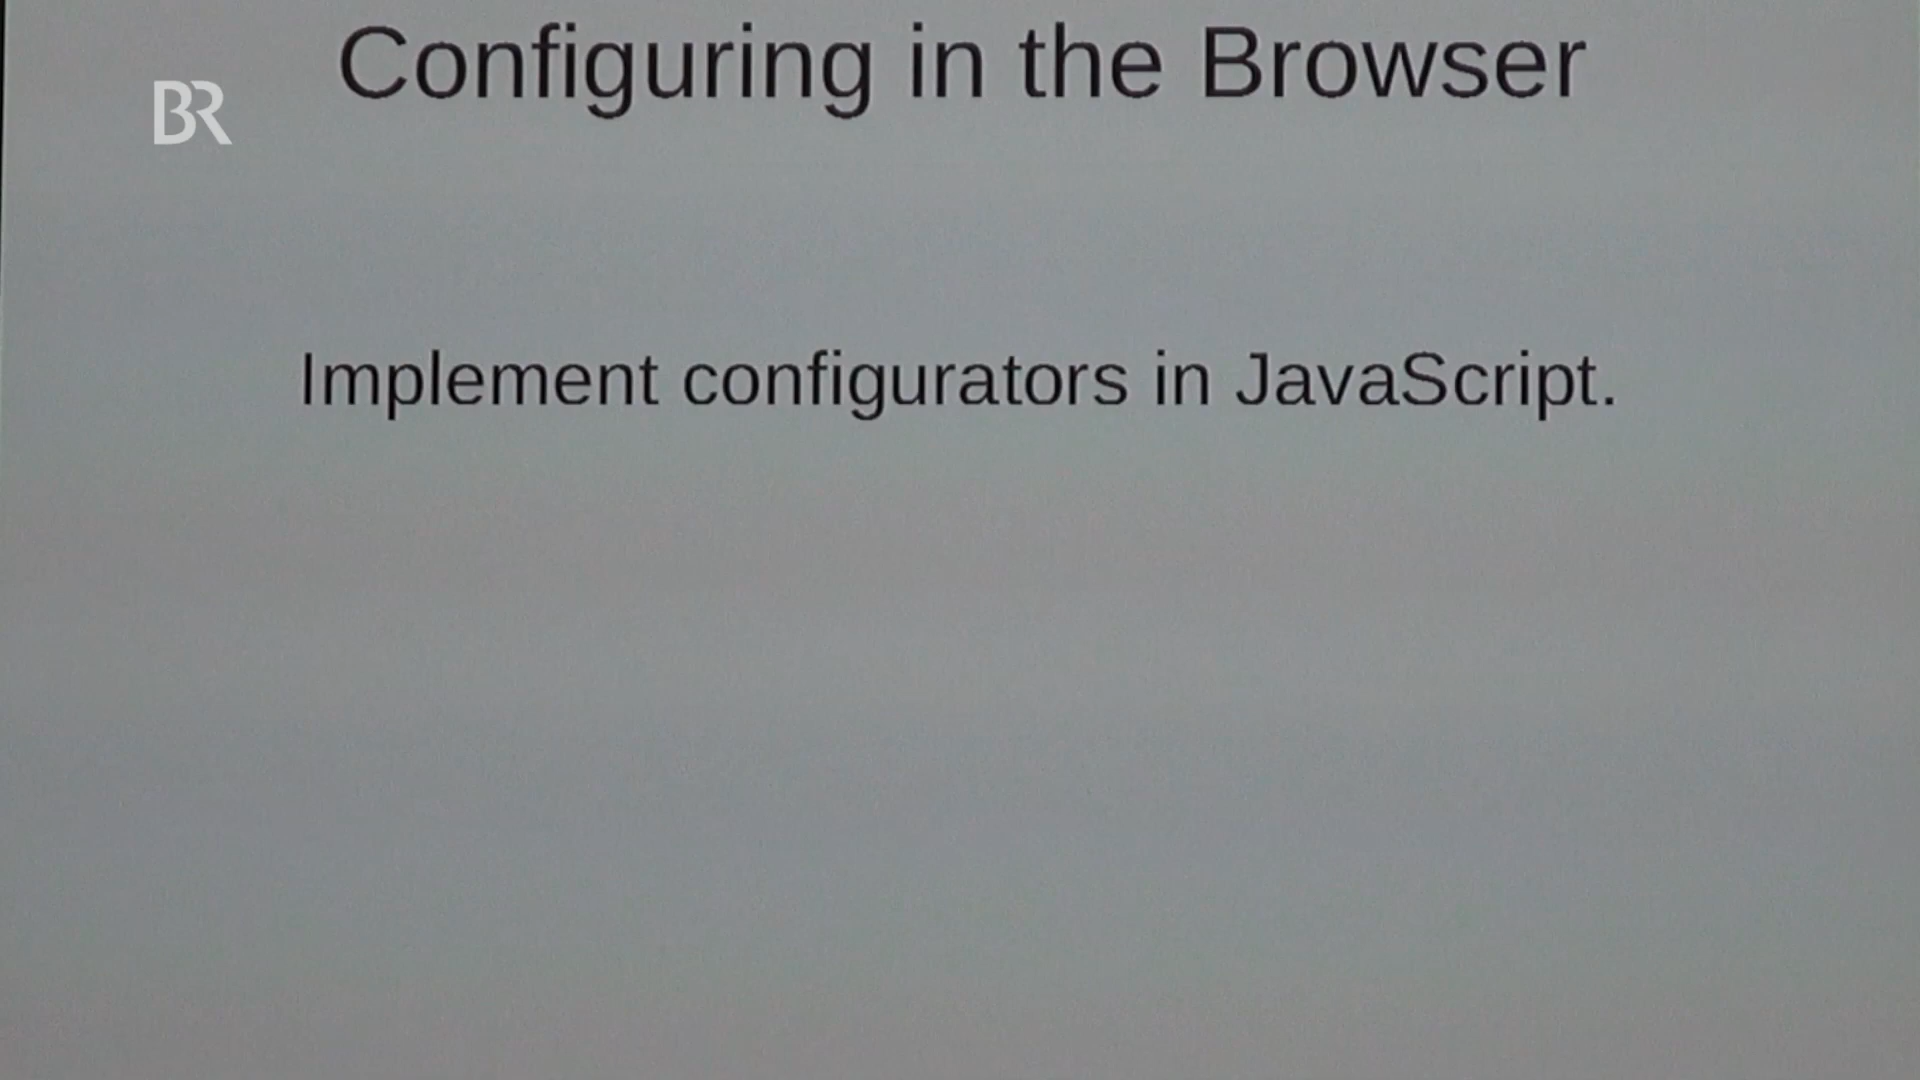 Configuring in the Browser
BR
Implement configurators in JavaScript.